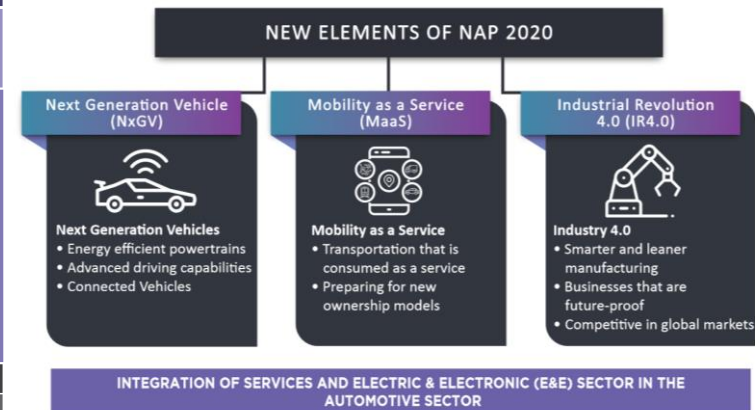 NEW ELEMENTS OF NAP 2020
Next Generation Vehicle
(NxGV)
Next Generation Vehicles
• Energy efficient powertrains
• Advanced driving capabilities
• Connected Vehicles
Mobility as a Service
(MaaS)
Mobility as a Service
• Transportation that is
consumed as a service
• Preparing for new
ownership models
Industrial Revolution
4.0 (IR4.0)
Industry 4.0
• Smarter and leaner
manufacturing
• Businesses that are
future-proof
• Competitive in global markets
INTEGRATION OF SERVICES AND ELECTRIC & ELECTRONIC (E&E) SECTOR IN THE
AUTOMOTIVE SECTOR